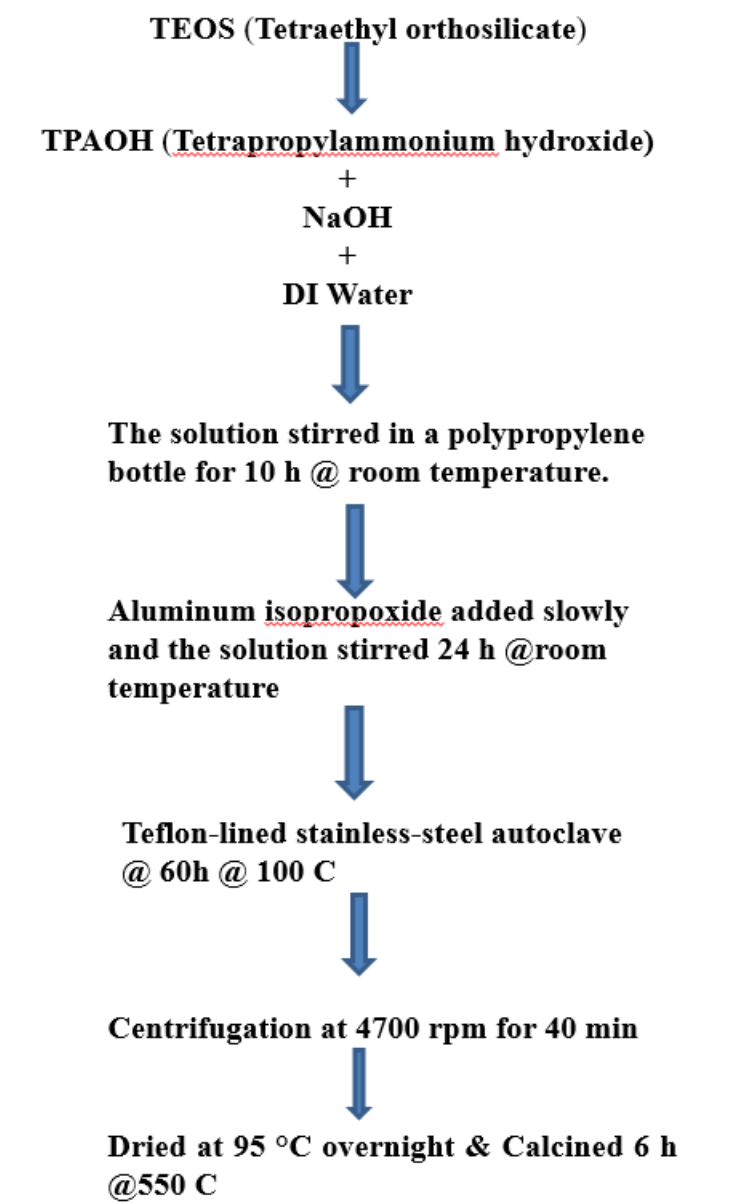 TEOS (Tetraethyl orthosilicate)
TPAOH (Tetrapropylammonium hydroxide)
+
NaOH
+
DI Water
The solution stirred in a polypropylene
bottle for 10 h @ room temperature.
Aluminum isopropoxide added slowly
and the solution stirred 24 h @room
temperature
Teflon-lined stainless-steel autoclave
@ 60h @ 100 C
Centrifugation at 4700 rpm for 40 min
Dried at 95 °C overnight & Calcined 6 h
@550 C